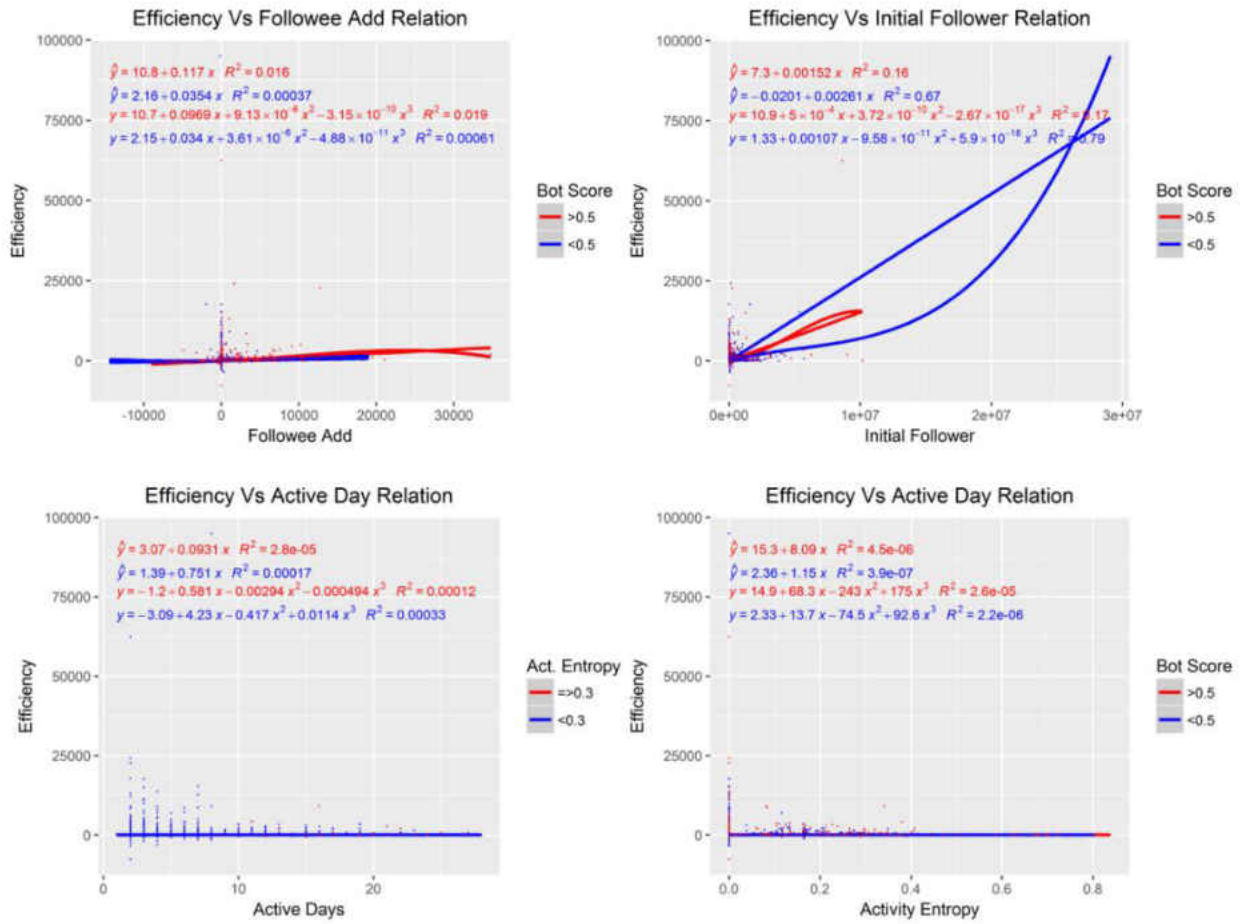 Efficiency Vs Followee Add Relation
100000
75000
50000
25000
0
Efficiency
ŷ = 10.8 + 0.117 x R² = 0.016
ŷ = 2.16 + 0.0354 x R² = 0.00037
y = 10.7 + 0.0969 x + 9.13 × 10⁻⁶ x² − 3.15 × 10⁻¹⁰ x³ R² = 0.019
y = 2.15 + 0.034 x + 3.61 × 10⁻⁶ x² − 4.88 × 10⁻¹¹ x³ R² = 0.00061
-10000 0 10000 20000 30000
Followee Add
Bot Score
>0.5
<0.5
Efficiency Vs Initial Follower Relation
100000
75000
50000
25000
0
Efficiency
ŷ = 7.3 + 0.00152 x R² = 0.16
ŷ = −0.0201 + 0.00261 x R² = 0.67
y = 10.9 + 5 × 10⁻⁴ x + 3.72 × 10⁻¹⁰ x² − 2.67 × 10⁻¹⁷ x³ R² = 0.17
y = 1.33 + 0.00107 x − 9.58 × 10⁻¹¹ x² + 5.9 × 10⁻¹⁸ x³ R² = 0.79
0e+00 1e+07 2e+07 3e+07
Initial Follower
Bot Score
>0.5
<0.5
Efficiency Vs Active Day Relation
100000
75000
50000
25000
0
Efficiency
ŷ = 3.07 + 0.0931 x R² = 2.8e-05
ŷ = 1.39 + 0.751 x R² = 0.00017
y = −1.2 + 0.581 x − 0.00294 x² − 0.000494 x³ R² = 0.00012
y = −3.09 + 4.23 x − 0.417 x² + 0.0114 x³ R² = 0.00033
0 10 20
Active Days
Act. Entropy
=>0.3
<0.3
Efficiency Vs Active Day Relation
100000
75000
50000
25000
0
Efficiency
ŷ = 15.3 + 8.09 x R² = 4.5e-06
ŷ = 2.36 + 1.15 x R² = 3.9e-07
y = 14.9 + 68.3 x − 243 x² + 175 x³ R² = 2.6e-05
y = 2.33 + 13.7 x − 74.5 x² + 92.6 x³ R² = 2.2e-06
0.0 0.2 0.4 0.6 0.8
Activity Entropy
Bot Score
>0.5
<0.5